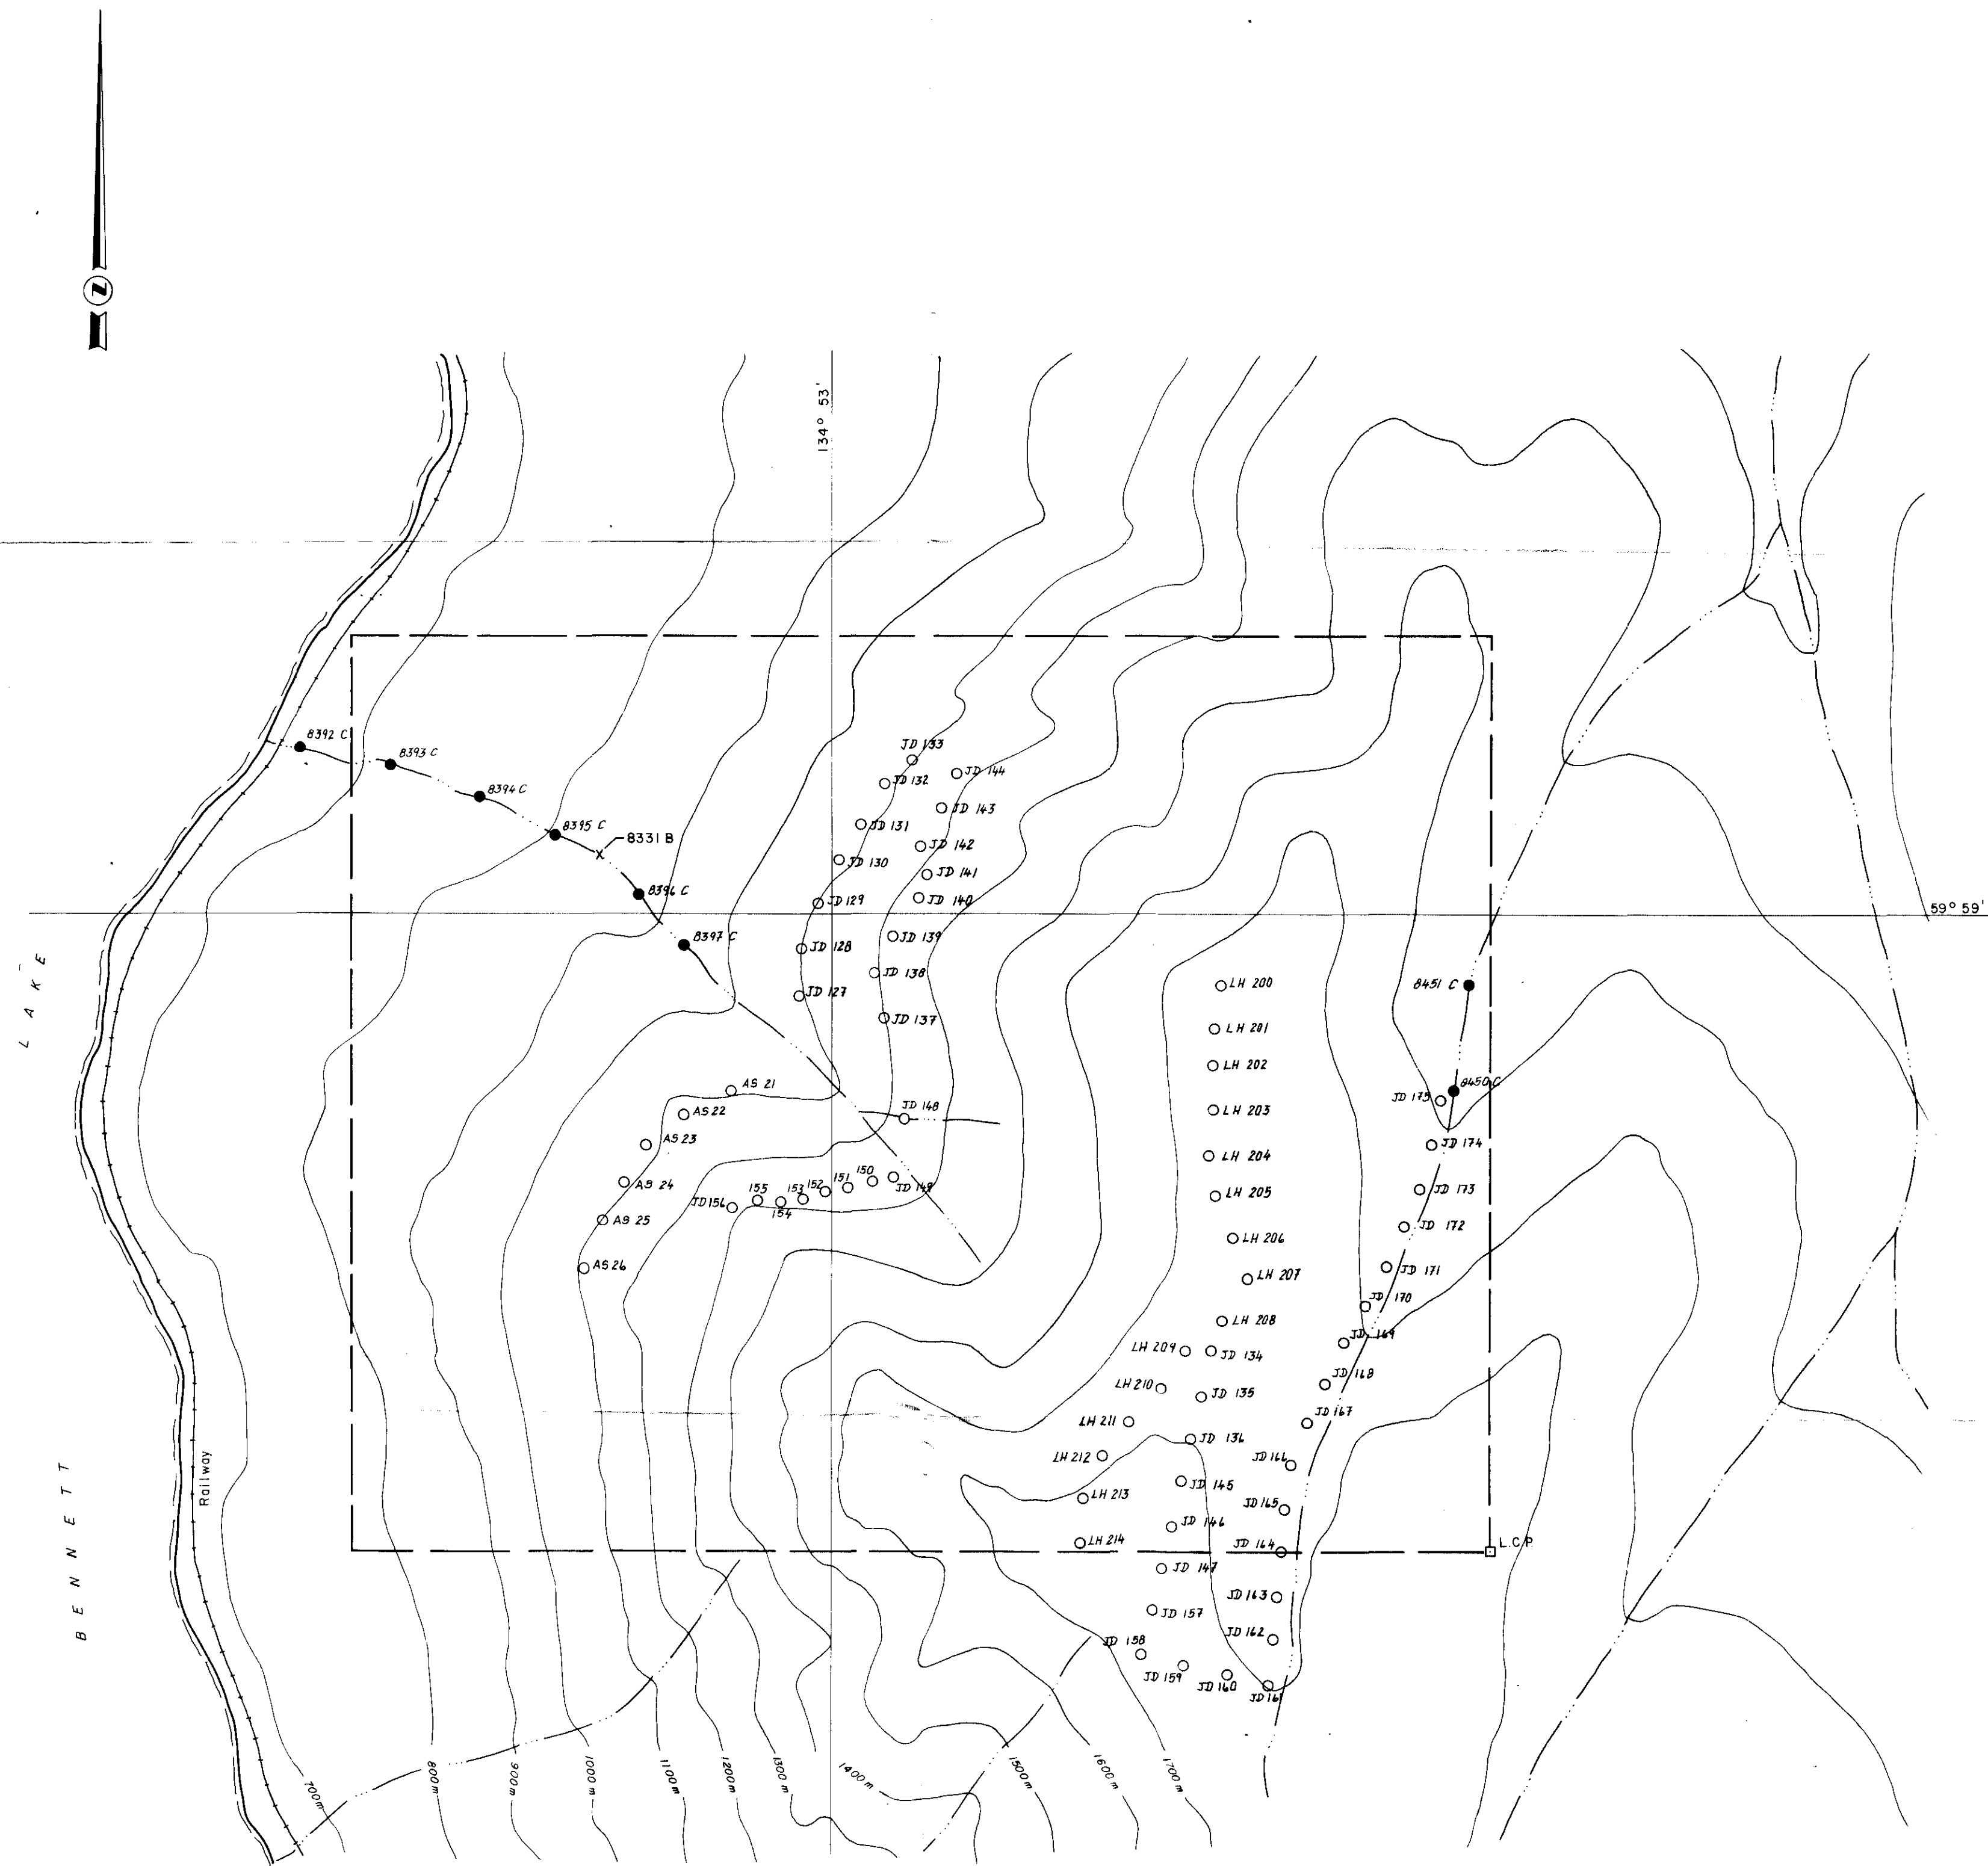 N
134° 53'
JD 133
JD 132
JD 144
JD 143
JD 131
JD 142
JD 130
JD 141
JD 129
JD 140
JD 128
JD 139
JD 138
JD 127
JD 137
8392 C
8393 C
8394 C
8395 C
8331 B
8396 C
8397 C
59° 59'
LAKE
BENNETT
Railway
8451 C
8450 C
AS 21
AS 22
AS 23
AS 24
AS 25
AS 26
JD 148
JD 149
150
151
152
153
154
155
JD 156
LH 200
LH 201
LH 202
LH 203
LH 204
LH 205
LH 206
LH 207
LH 208
LH 209
LH 210
LH 211
LH 212
LH 213
LH 214
JD 134
JD 135
JD 136
JD 145
JD 146
JD 147
JD 157
JD 158
JD 159
JD 160
JD 161
JD 162
JD 163
JD 164
JD 165
JD 166
JD 167
JD 168
JD 169
JD 170
JD 171
JD 172
JD 173
JD 174
JD 175
L.C.P.
700m
800m
900m
1000m
1100m
1200m
1300m
1400m
1500m
1600m
1700m